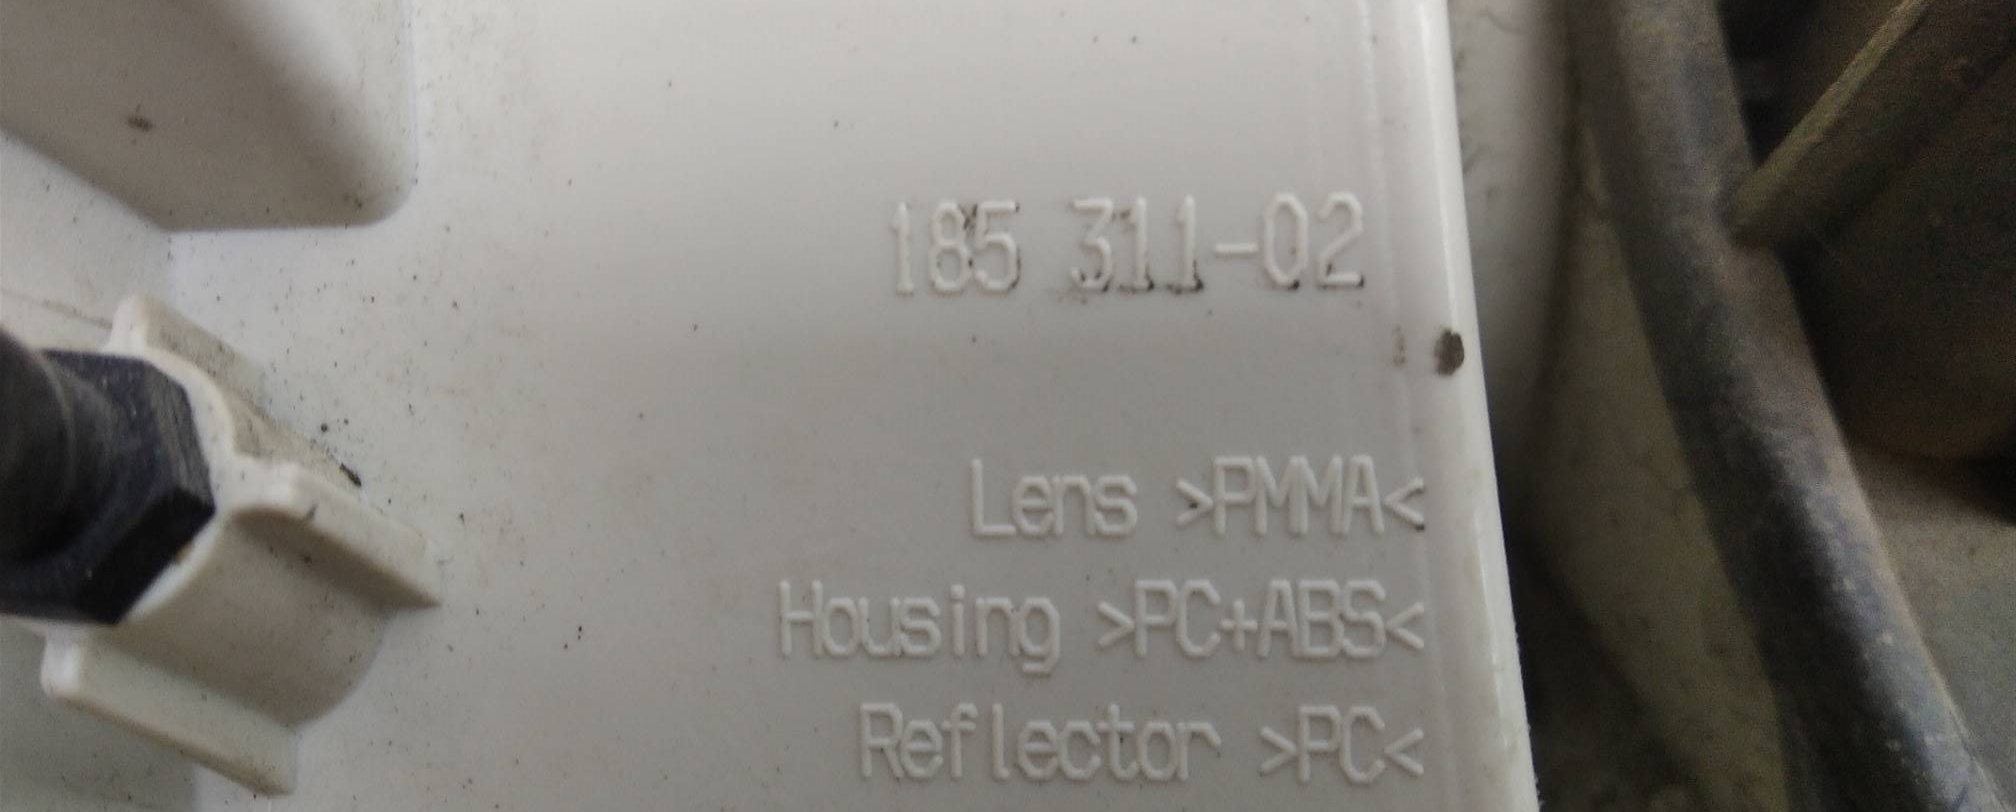 185 311-02
Lens >PMMA<
Housing >PC+ABS<
Reflector >PC<